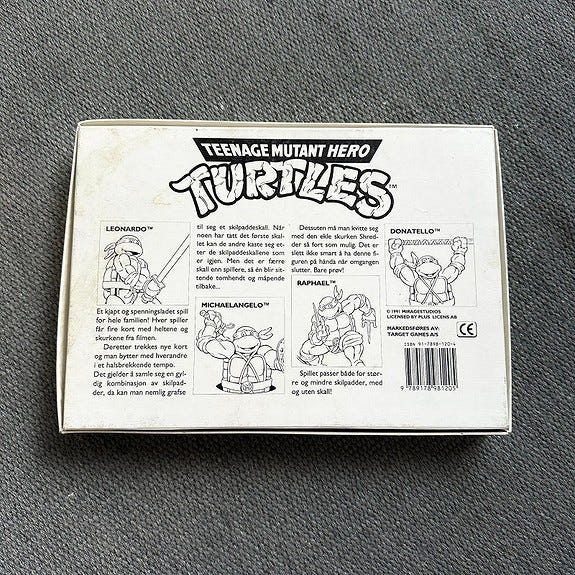 TEENAGE MUTANT HERO
TURTLES™
LEONARDO™
Et kjapt og spenningsladet spill
for hele familien! Hver spiller
får fire kort med heltene og
skurkene fra filmen.
Deretter trekkes nye kort
og man bytter med hverandre
i et halsbrekkende tempo.
Det gjelder å samle seg en gyl-
dig kombinasjon av skilpad-
der, da kan man nemlig grafse
til seg et skilpaddeskall. Når
noen har tatt det første skal-
let kan de andre kaste seg et-
ter de skilpaddeskallene som
er igjen. Men det er færre
skall enn spillere, så en blir sit-
tende tomhendt og måpende
tilbake...
MICHAELANGELO™
Dessuten må man kvitte seg
med den ekle skurken Shred-
der så fort som mulig. Det er
slett ikke smart å ha denne fi-
guren på hånda når omgangen
slutter. Bare prøv!
RAPHAEL™
Spillet passer både for stør-
re og mindre skilpadder, med
og uten skall!
DONATELLO™
© 1991 MIRAGESTUDIOS
LICENSED BY PLUS LICENS AB
MARKEDSFØRES AV:
TARGET GAMES A/S
CE
ISBN 91-7898-120-4
9 789178 981205